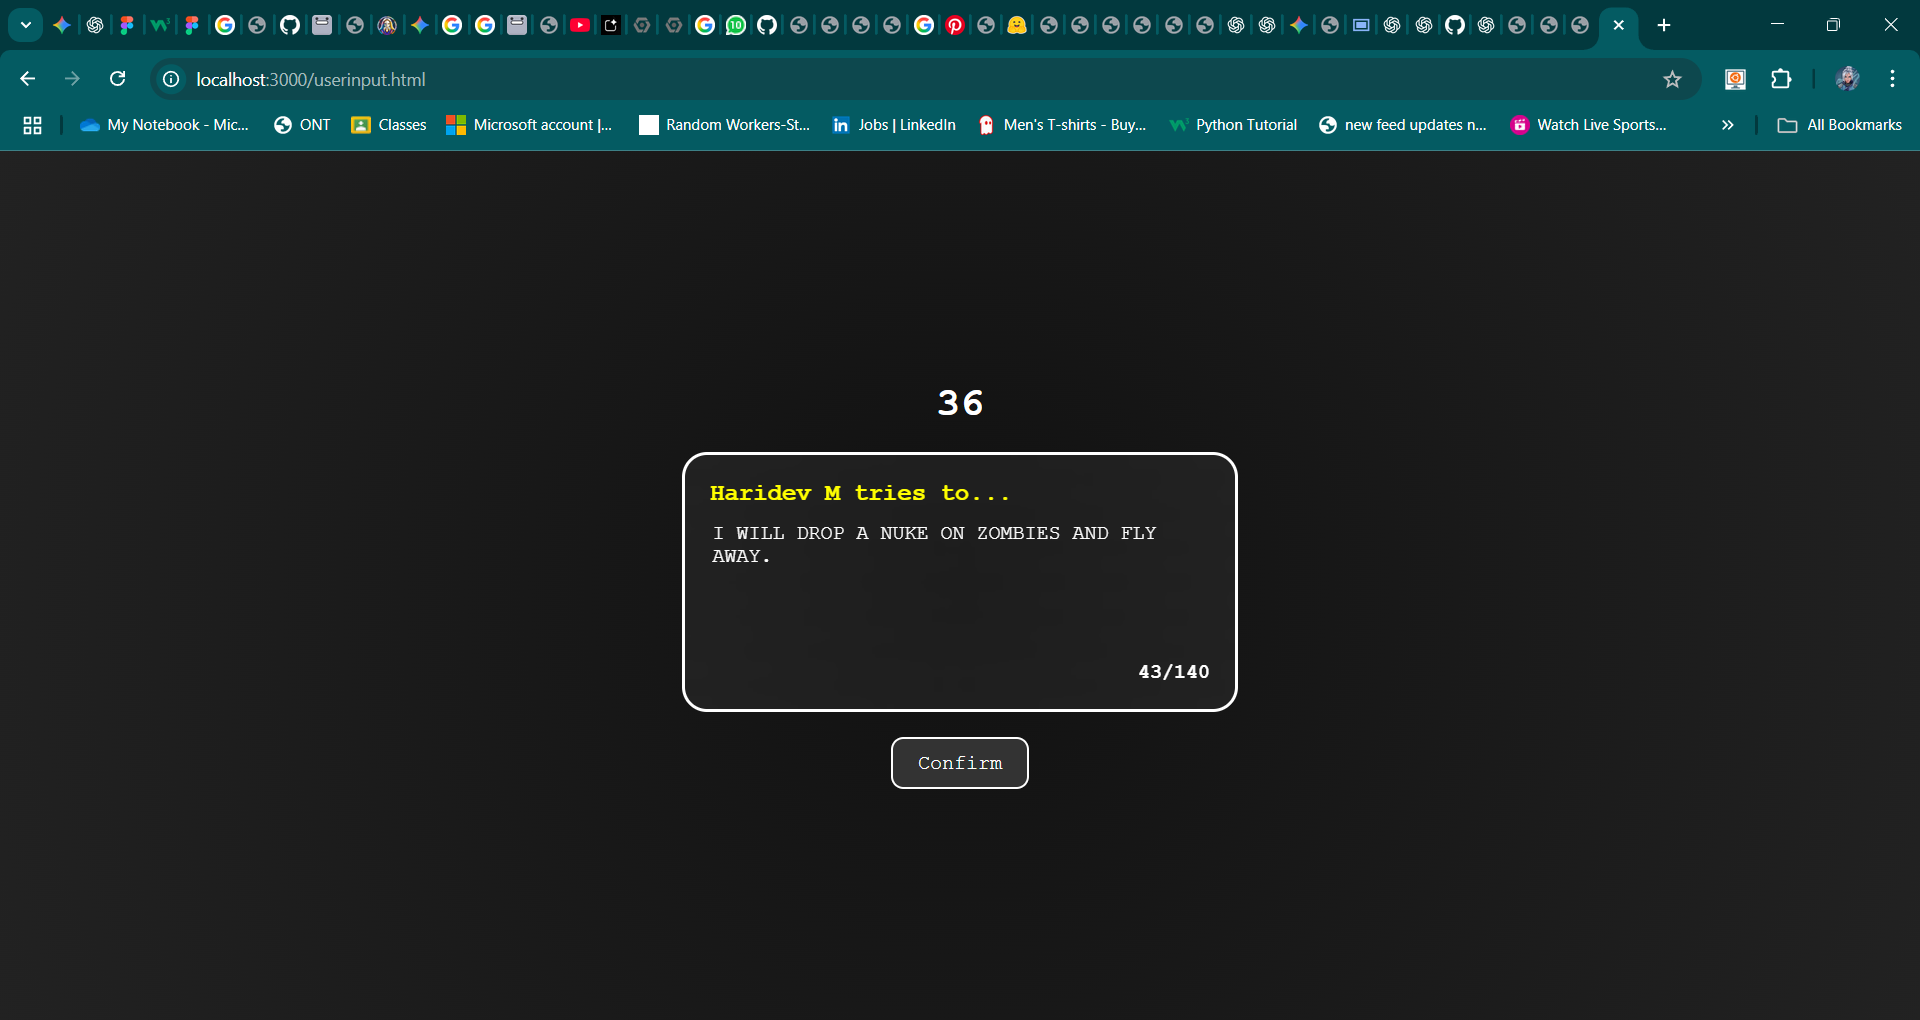 10
localhost:3000/userinput.html
My Notebook - Mic...
ONT
Classes
Microsoft account |...
Random Workers-St...
Jobs | LinkedIn
Men's T-shirts - Buy...
Python Tutorial
new feed updates n...
Watch Live Sports...
All Bookmarks
36
Haridev M tries to...
I WILL DROP A NUKE ON ZOMBIES AND FLY
AWAY.
43/140
Confirm